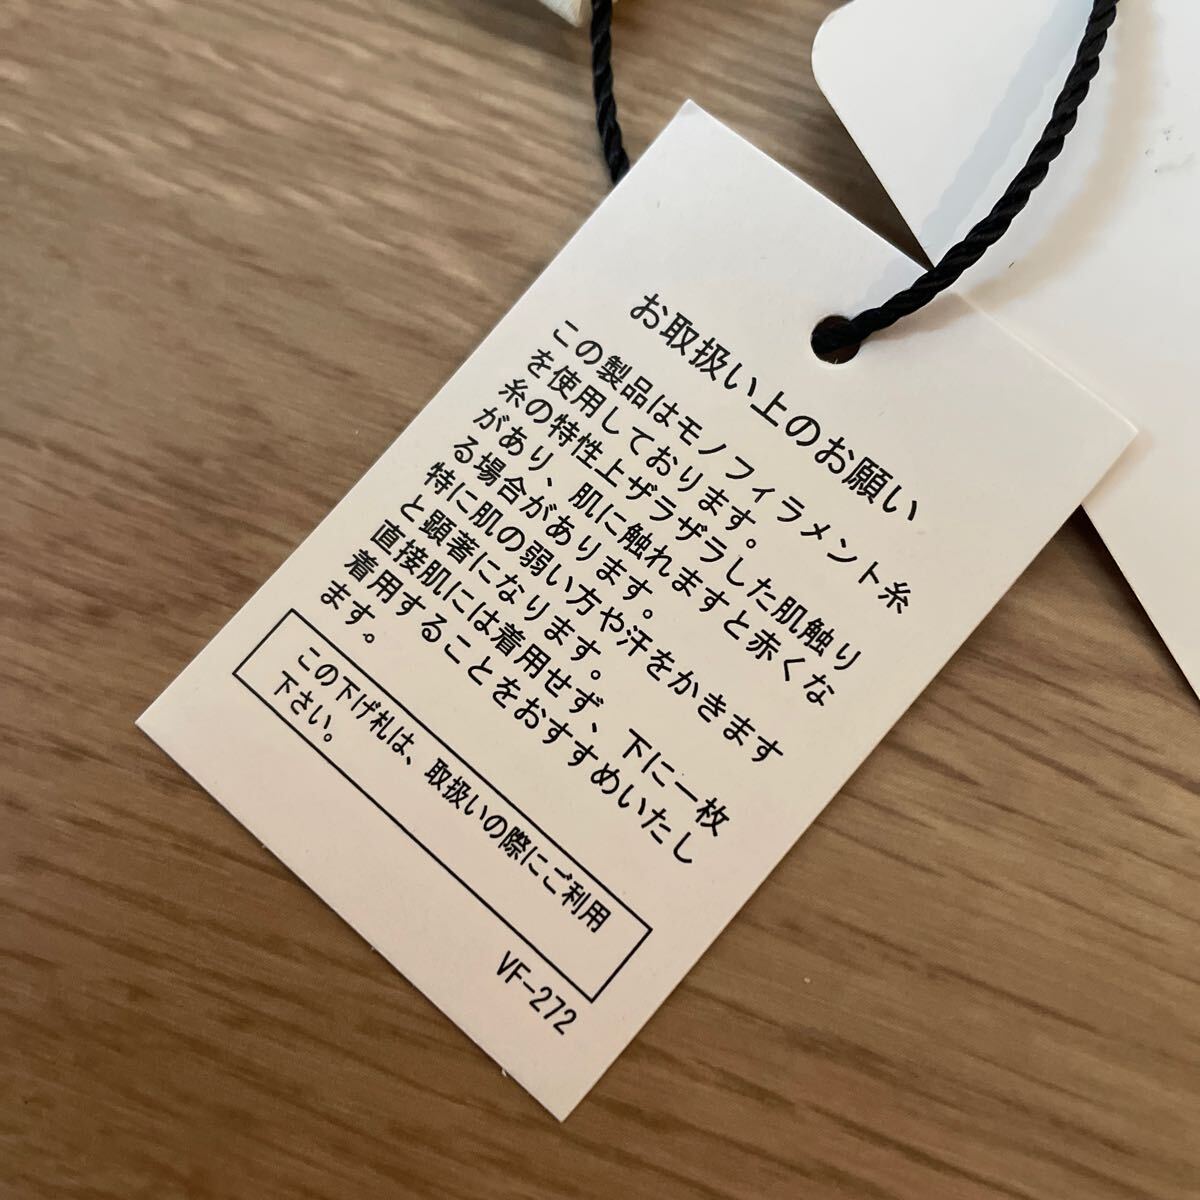 お取扱い上のお願い
この製品はモノフィラメント糸
を使用しております。
糸の特性上ザラザラした肌触り
があり、肌に触れますと赤くな
る場合があります。
特に肌の弱い方や汗をかきます
と顕著になります。
直接肌には着用せず、下に一枚
着用することをおすすめいたし
ます。
この下げ札は、取扱いの際にご利用
下さい。
VF-272